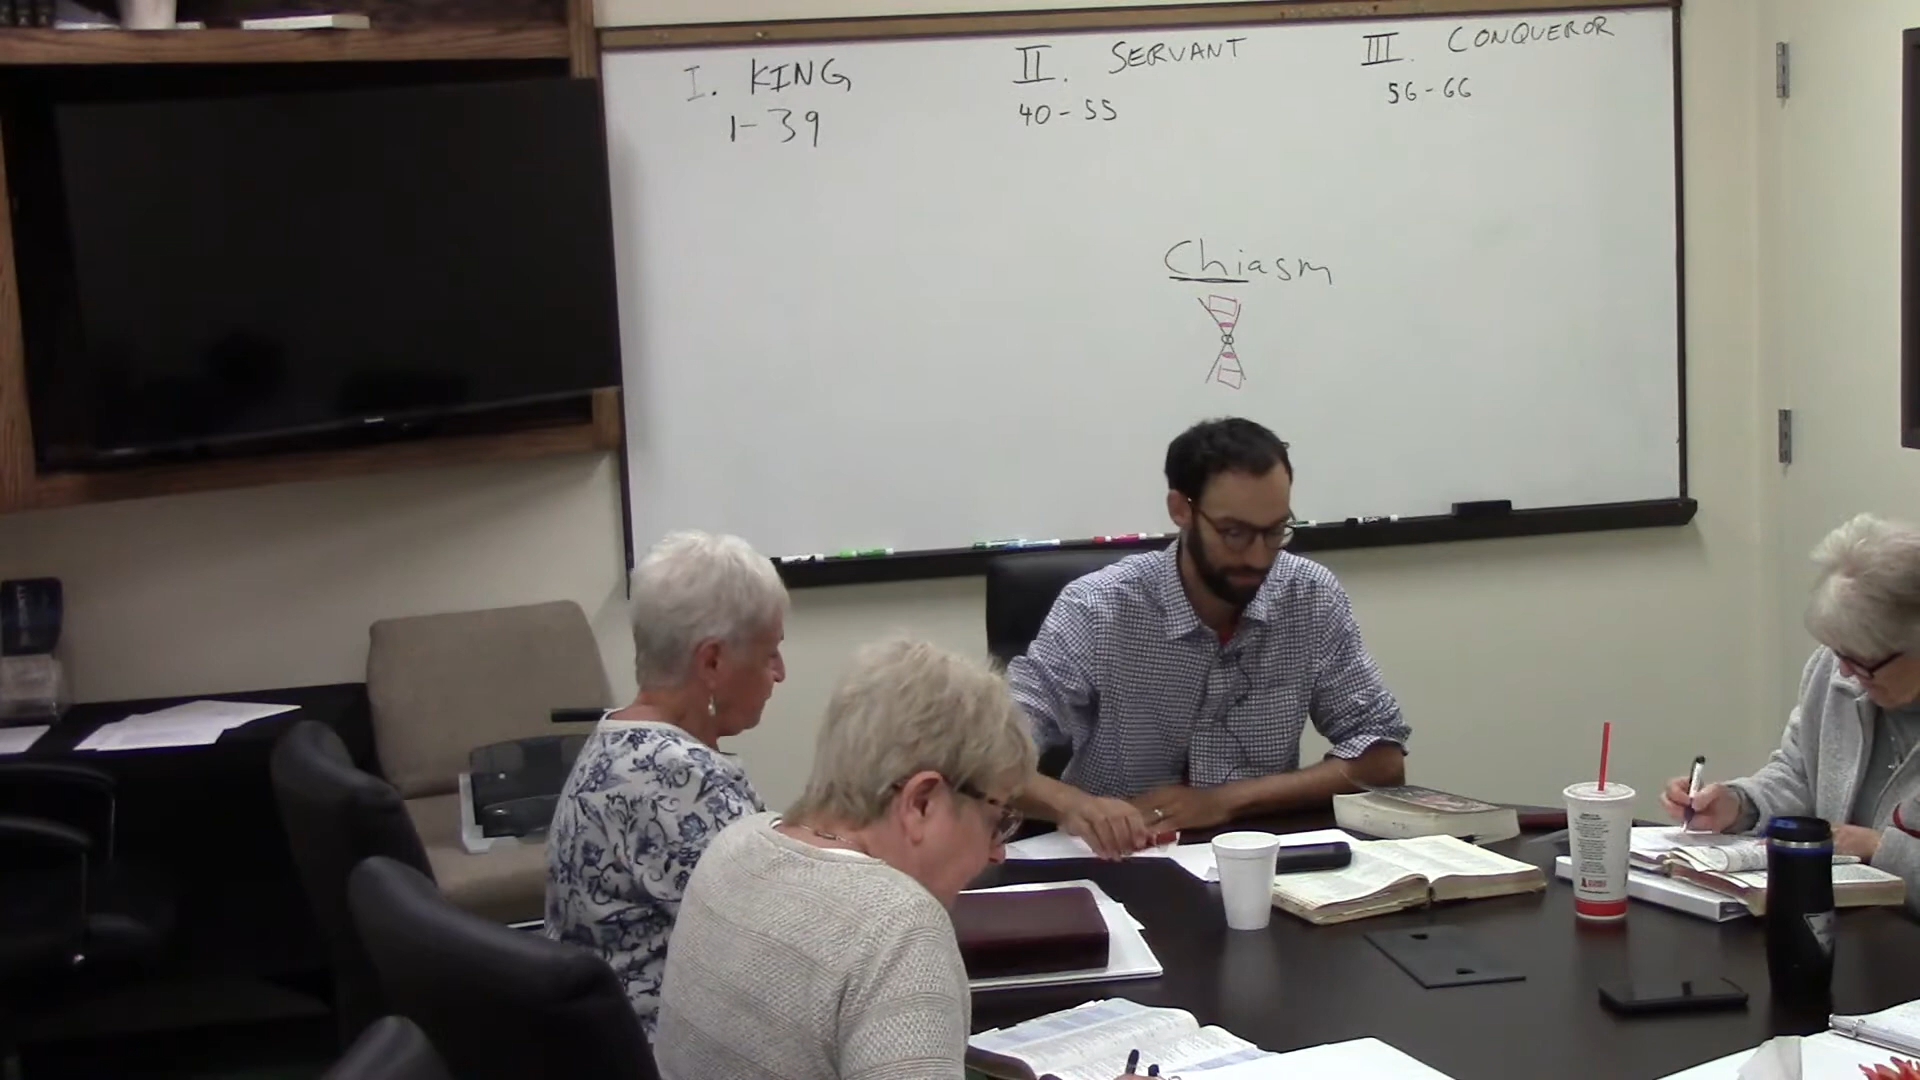 I. KING
1-39
II. SERVANT
40-55
III. CONQUEROR
56-66
Chiasm